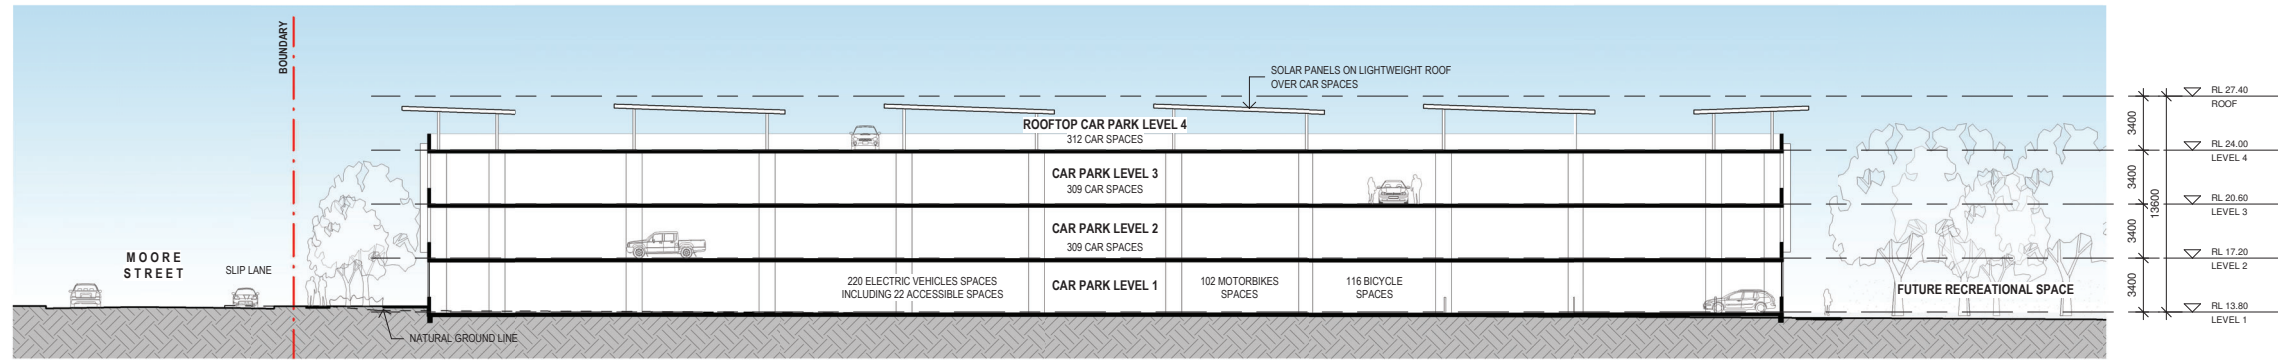 BOUNDARY
SOLAR PANELS ON LIGHTWEIGHT ROOF
OVER CAR SPACES
ROOFTOP CAR PARK LEVEL 4
312 CAR SPACES
CAR PARK LEVEL 3
309 CAR SPACES
CAR PARK LEVEL 2
309 CAR SPACES
220 ELECTRIC VEHICLES SPACES
INCLUDING 22 ACCESSIBLE SPACES
CAR PARK LEVEL 1
102 MOTORBIKES
SPACES
116 BICYCLE
SPACES
MOORE
STREET
SLIP LANE
NATURAL GROUND LINE
FUTURE RECREATIONAL SPACE
3400
3400
3400
3400
13600
RL 27.40
ROOF
RL 24.00
LEVEL 4
RL 20.60
LEVEL 3
RL 17.20
LEVEL 2
RL 13.80
LEVEL 1